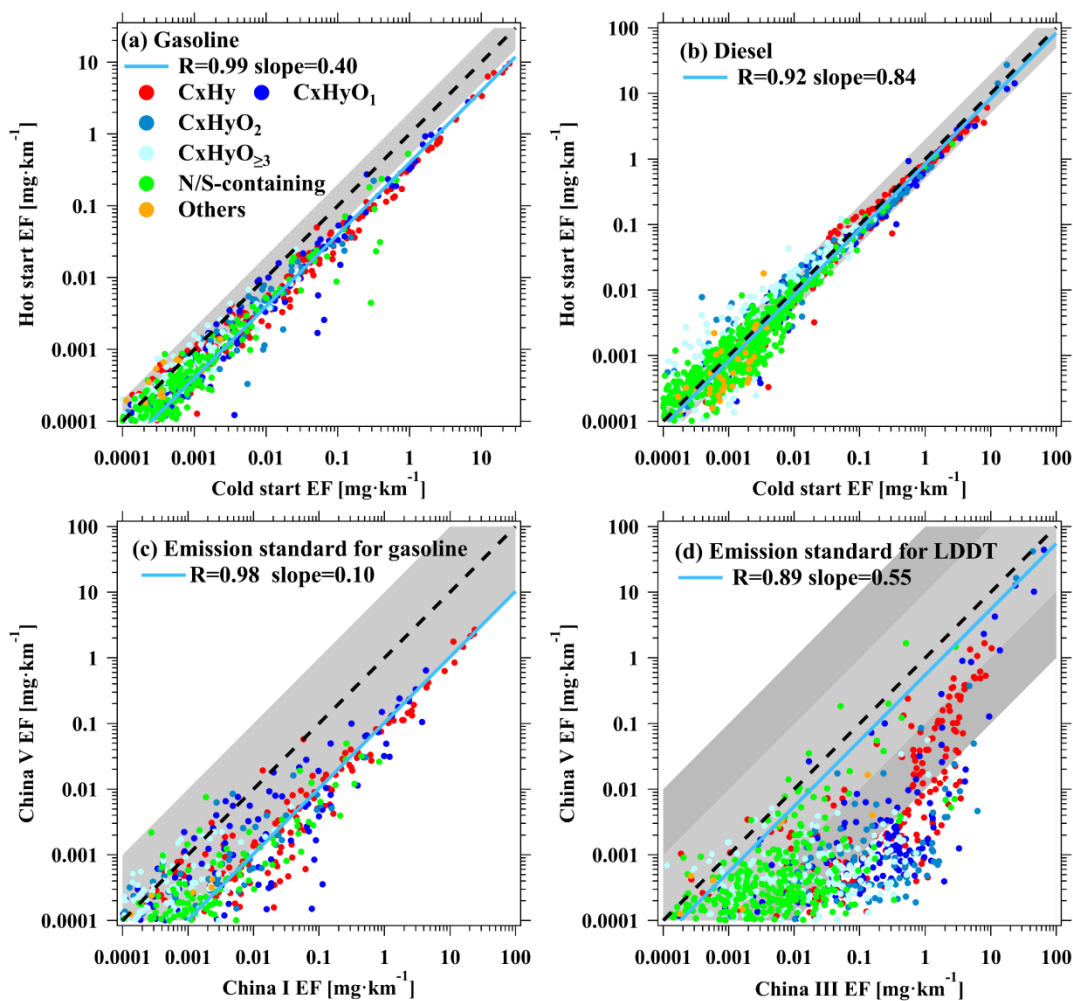 (a) Gasoline
R=0.99 slope=0.40
CxHy CxHyO₁
CxHyO₂
CxHyO≥₃
N/S-containing
Others
10
1
0.1
0.01
0.001
0.0001
Hot start EF [mg·km⁻¹]
0.0001 0.001 0.01 0.1 1 10
Cold start EF [mg·km⁻¹]
(b) Diesel
R=0.92 slope=0.84
100
10
1
0.1
0.01
0.001
0.0001
Hot start EF [mg·km⁻¹]
0.0001 0.001 0.01 0.1 1 10 100
Cold start EF [mg·km⁻¹]
(c) Emission standard for gasoline
R=0.98 slope=0.10
100
10
1
0.1
0.01
0.001
0.0001
China V EF [mg·km⁻¹]
0.0001 0.001 0.01 0.1 1 10 100
China I EF [mg·km⁻¹]
(d) Emission standard for LDDT
R=0.89 slope=0.55
100
10
1
0.1
0.01
0.001
0.0001
China V EF [mg·km⁻¹]
0.0001 0.001 0.01 0.1 1 10 100
China III EF [mg·km⁻¹]